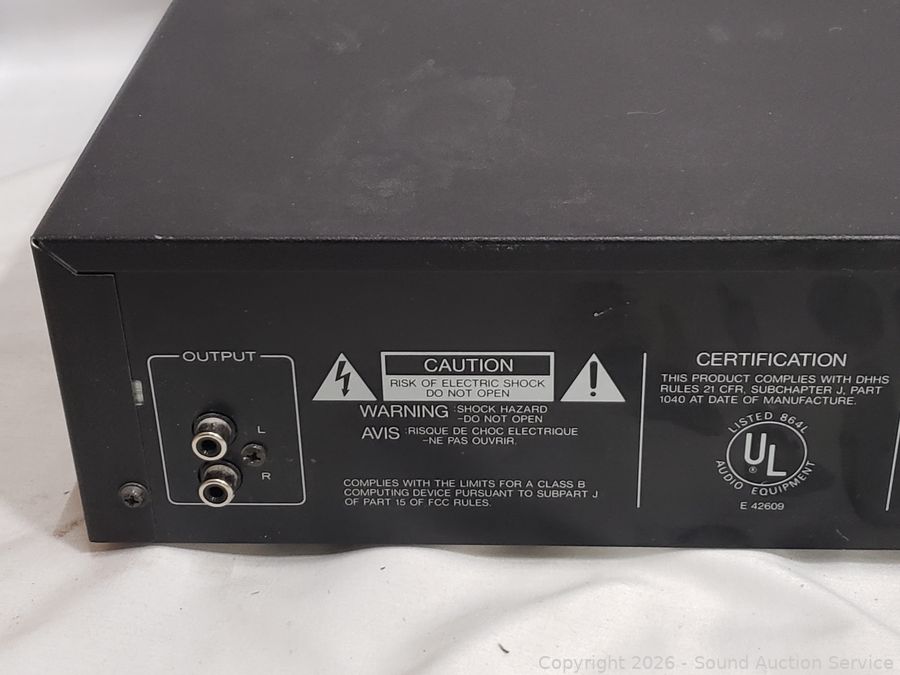 OUTPUT
L
R
CAUTION
RISK OF ELECTRIC SHOCK
DO NOT OPEN
WARNING :SHOCK HAZARD
-DO NOT OPEN
AVIS :RISQUE DE CHOC ELECTRIQUE
-NE PAS OUVRIR.
COMPLIES WITH THE LIMITS FOR A CLASS B
COMPUTING DEVICE PURSUANT TO SUBPART J
OF PART 15 OF FCC RULES.
CERTIFICATION
THIS PRODUCT COMPLIES WITH DHHS
RULES 21 CFR, SUBCHAPTER J, PART
1040 AT DATE OF MANUFACTURE.
LISTED 864L
UL
®
AUDIO EQUIPMENT
E 42609
Copyright 2026 - Sound Auction Service